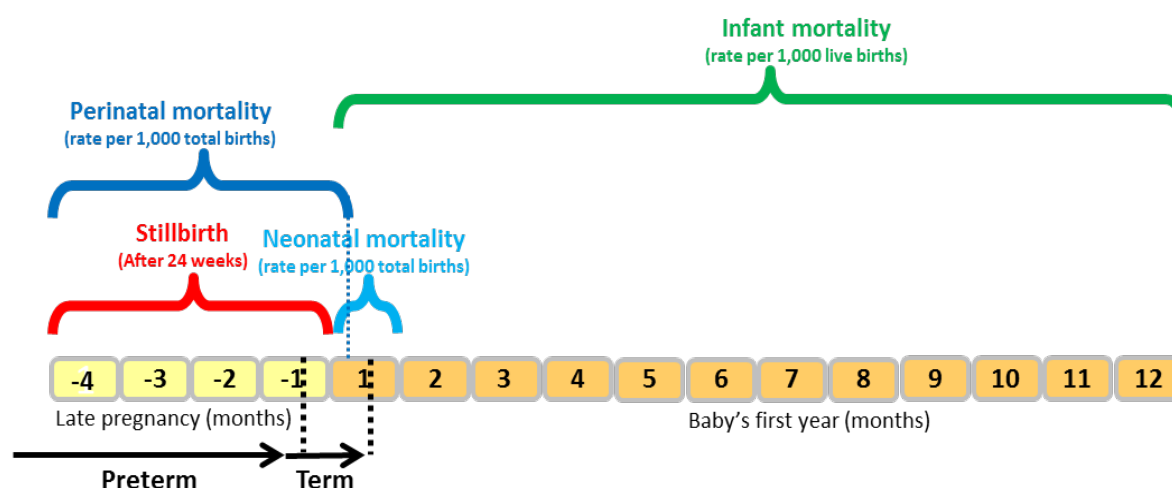 Infant mortality
(rate per 1,000 live births)
Perinatal mortality
(rate per 1,000 total births)
Stillbirth
(After 24 weeks)
Neonatal mortality
(rate per 1,000 total births)
-4 -3 -2 -1 1 2 3 4 5 6 7 8 9 10 11 12
Late pregnancy (months)
Baby's first year (months)
Preterm
Term